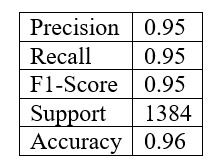 Precision 0.95
Recall 0.95
F1-Score 0.95
Support 1384
Accuracy 0.96